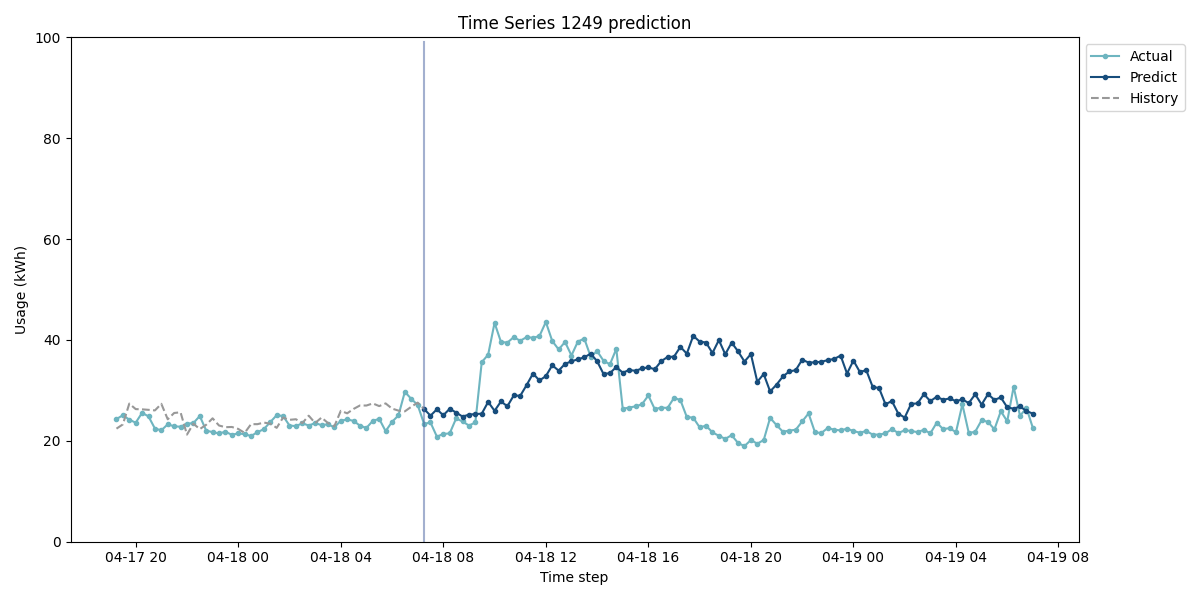 Time Series 1249 prediction
100
80
60
40
20
0
Usage (kWh)
04-17 20
04-18 00
04-18 04
04-18 08
04-18 12
04-18 16
04-18 20
04-19 00
04-19 04
04-19 08
Time step
Actual
Predict
History